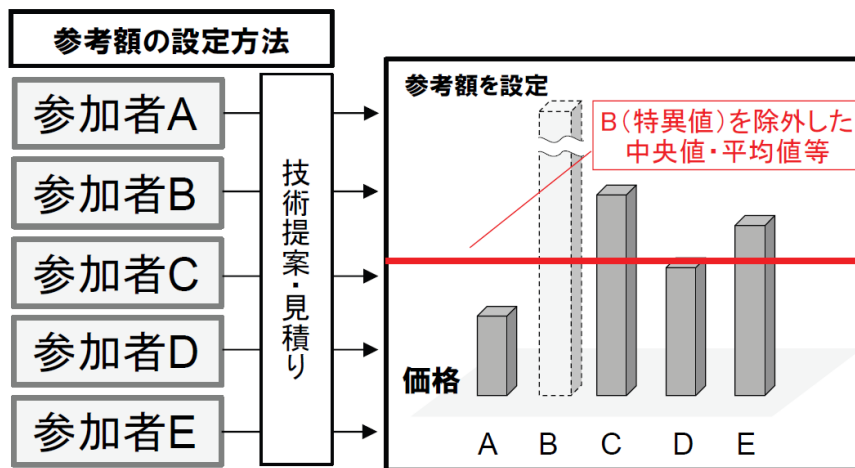 参考額の設定方法
参加者A
参加者B
参加者C
参加者D
参加者E
技術提案・見積り
参考額を設定
B(特異値)を除外した
中央値・平均値等
価格
A B C D E